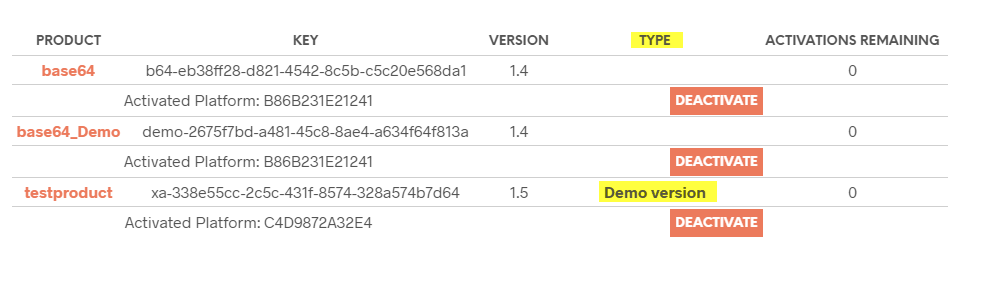 PRODUCT KEY VERSION TYPE ACTIVATIONS REMAINING
base64 b64-eb38ff28-d821-4542-8c5b-c5c20e568da1 1.4 0
Activated Platform: B86B231E21241 DEACTIVATE
base64_Demo demo-2675f7bd-a481-45c8-8ae4-a634f64f813a 1.4 0
Activated Platform: B86B231E21241 DEACTIVATE
testproduct xa-338e55cc-2c5c-431f-8574-328a574b7d64 1.5 Demo version 0
Activated Platform: C4D9872A32E4 DEACTIVATE